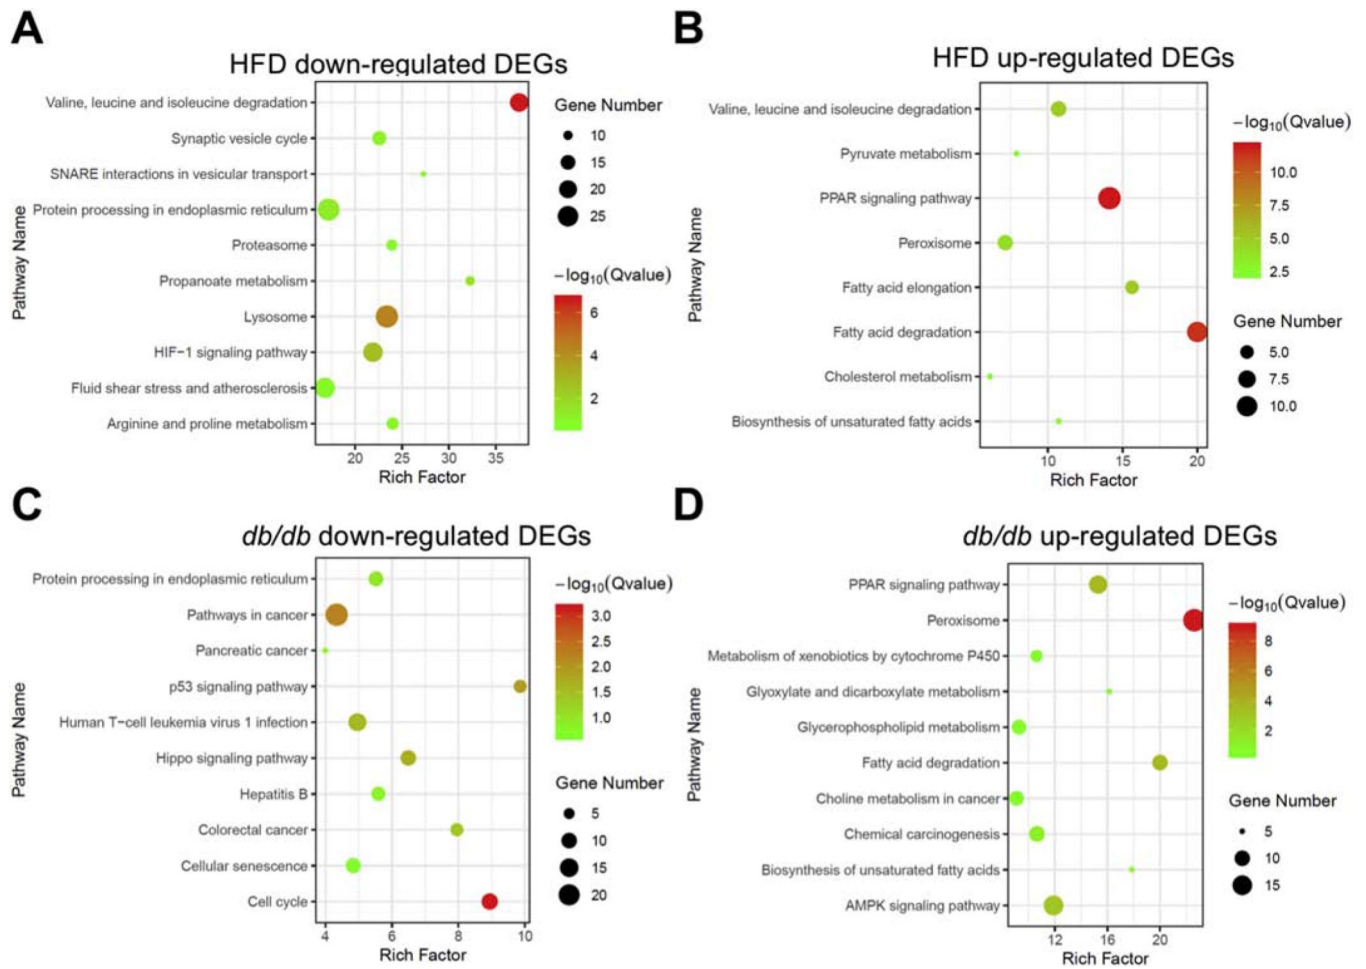 A
HFD down-regulated DEGs
Pathway Name
Valine, leucine and isoleucine degradation
Synaptic vesicle cycle
SNARE interactions in vesicular transport
Protein processing in endoplasmic reticulum
Proteasome
Propanoate metabolism
Lysosome
HIF−1 signaling pathway
Fluid shear stress and atherosclerosis
Arginine and proline metabolism
20 25 30 35
Rich Factor
Gene Number
10
15
20
25
−log10(Qvalue)
6
4
2
B
HFD up-regulated DEGs
Pathway Name
Valine, leucine and isoleucine degradation
Pyruvate metabolism
PPAR signaling pathway
Peroxisome
Fatty acid elongation
Fatty acid degradation
Cholesterol metabolism
Biosynthesis of unsaturated fatty acids
10 15 20
Rich Factor
−log10(Qvalue)
10.0
7.5
5.0
2.5
Gene Number
5.0
7.5
10.0
C
db/db down-regulated DEGs
Pathway Name
Protein processing in endoplasmic reticulum
Pathways in cancer
Pancreatic cancer
p53 signaling pathway
Human T−cell leukemia virus 1 infection
Hippo signaling pathway
Hepatitis B
Colorectal cancer
Cellular senescence
Cell cycle
4 6 8 10
Rich Factor
−log10(Qvalue)
3.0
2.5
2.0
1.5
1.0
Gene Number
5
10
15
20
D
db/db up-regulated DEGs
Pathway Name
PPAR signaling pathway
Peroxisome
Metabolism of xenobiotics by cytochrome P450
Glyoxylate and dicarboxylate metabolism
Glycerophospholipid metabolism
Fatty acid degradation
Choline metabolism in cancer
Chemical carcinogenesis
Biosynthesis of unsaturated fatty acids
AMPK signaling pathway
12 16 20
Rich Factor
−log10(Qvalue)
8
6
4
2
Gene Number
5
10
15